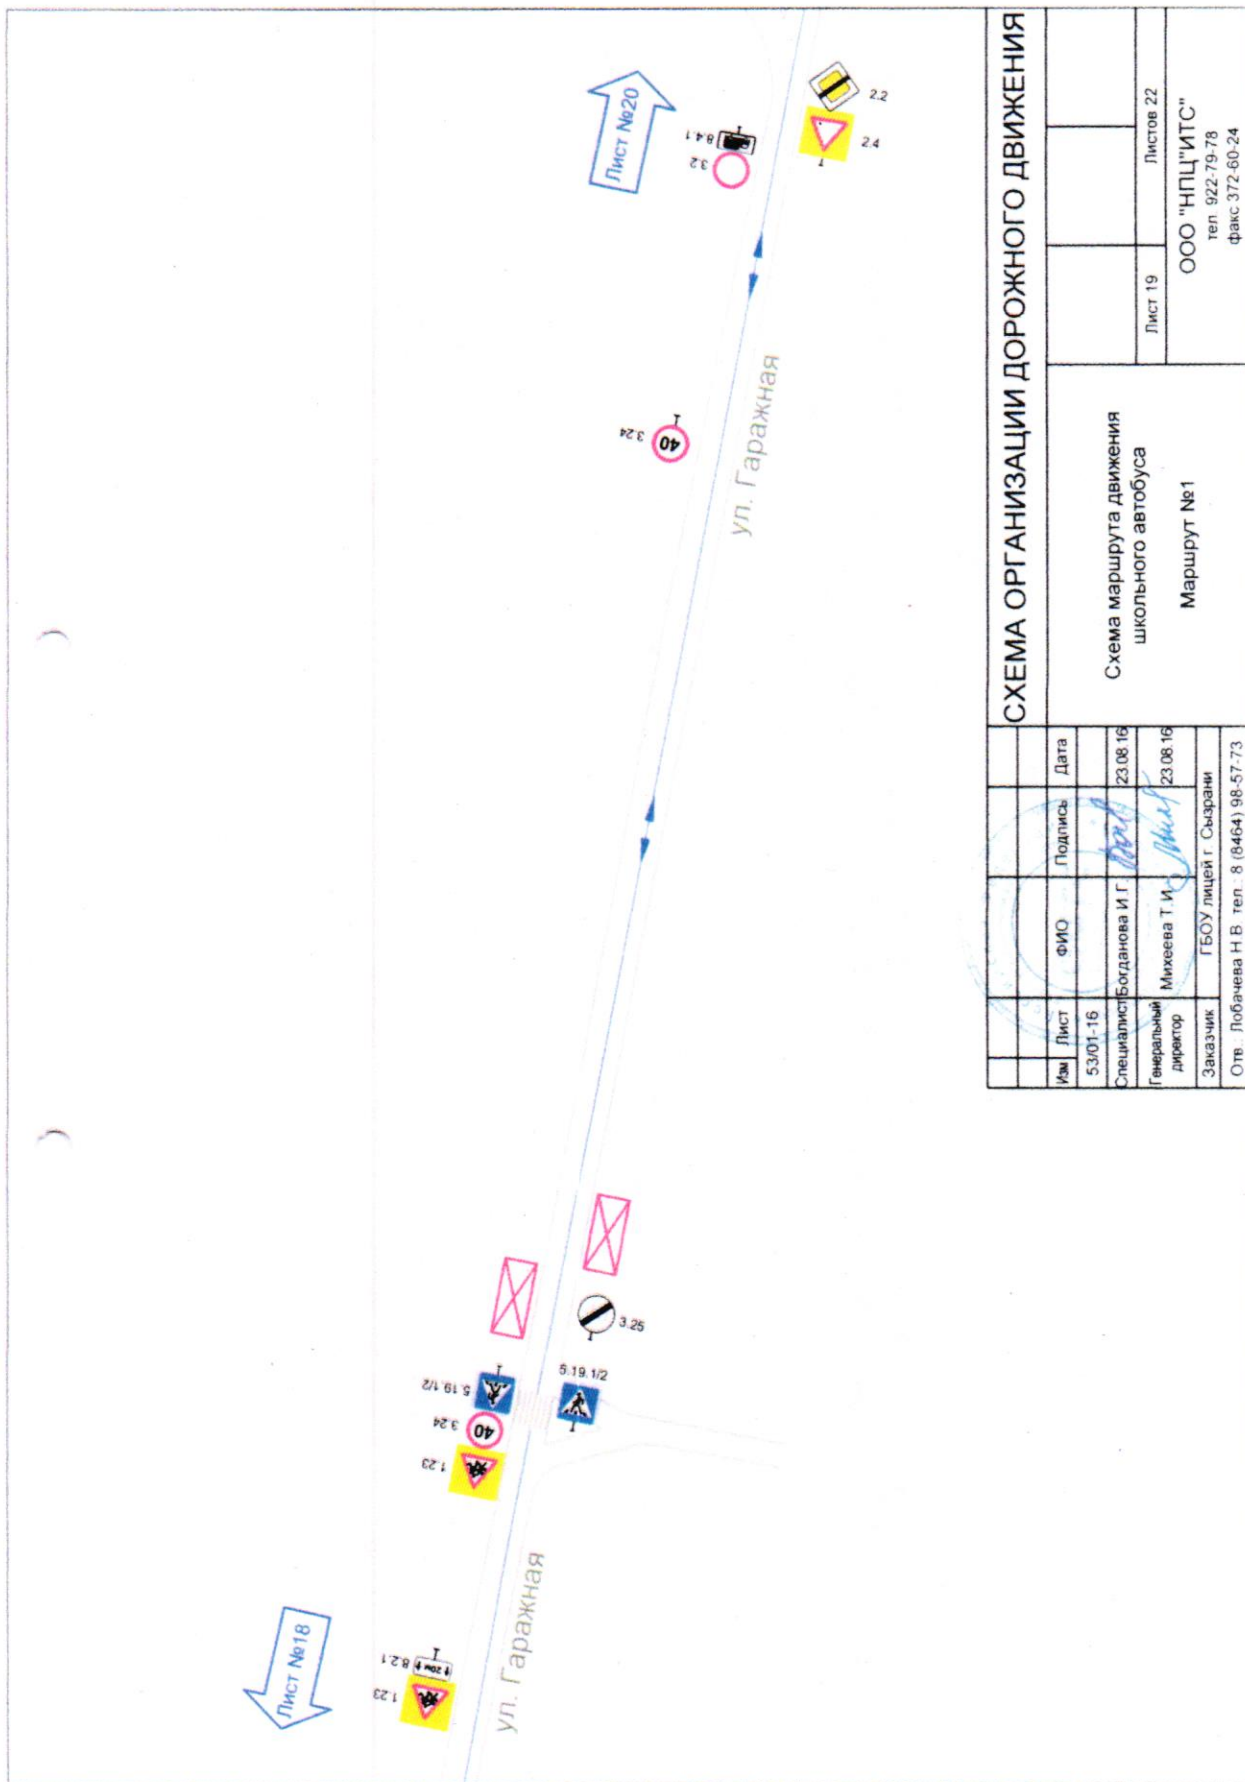 Лист №18
Лист №20
1.23
8.2.1
20м
ул. Гаражная
1.23
3.24
40
5.19.1/2
5.19.1/2
3.25
3.24
40
ул. Гаражная
3.2
8.4.1
2.4
2.2
СХЕМА ОРГАНИЗАЦИИ ДОРОЖНОГО ДВИЖЕНИЯ
Изм Лист ФИО Подпись Дата
53/01-16
Специалист Богданова И.Г. 23.08.16
Генеральный
директор Михеева Т.И. 23.08.16
Заказчик ГБОУ лицей г. Сызрани
Отв.: Лобачева Н.В. тел.: 8 (8464) 98-57-73
Схема маршрута движения
школьного автобуса
Маршрут №1
Лист 19 Листов 22
ООО "НПЦ"ИТС"
тел. 922-79-78
факс 372-60-24